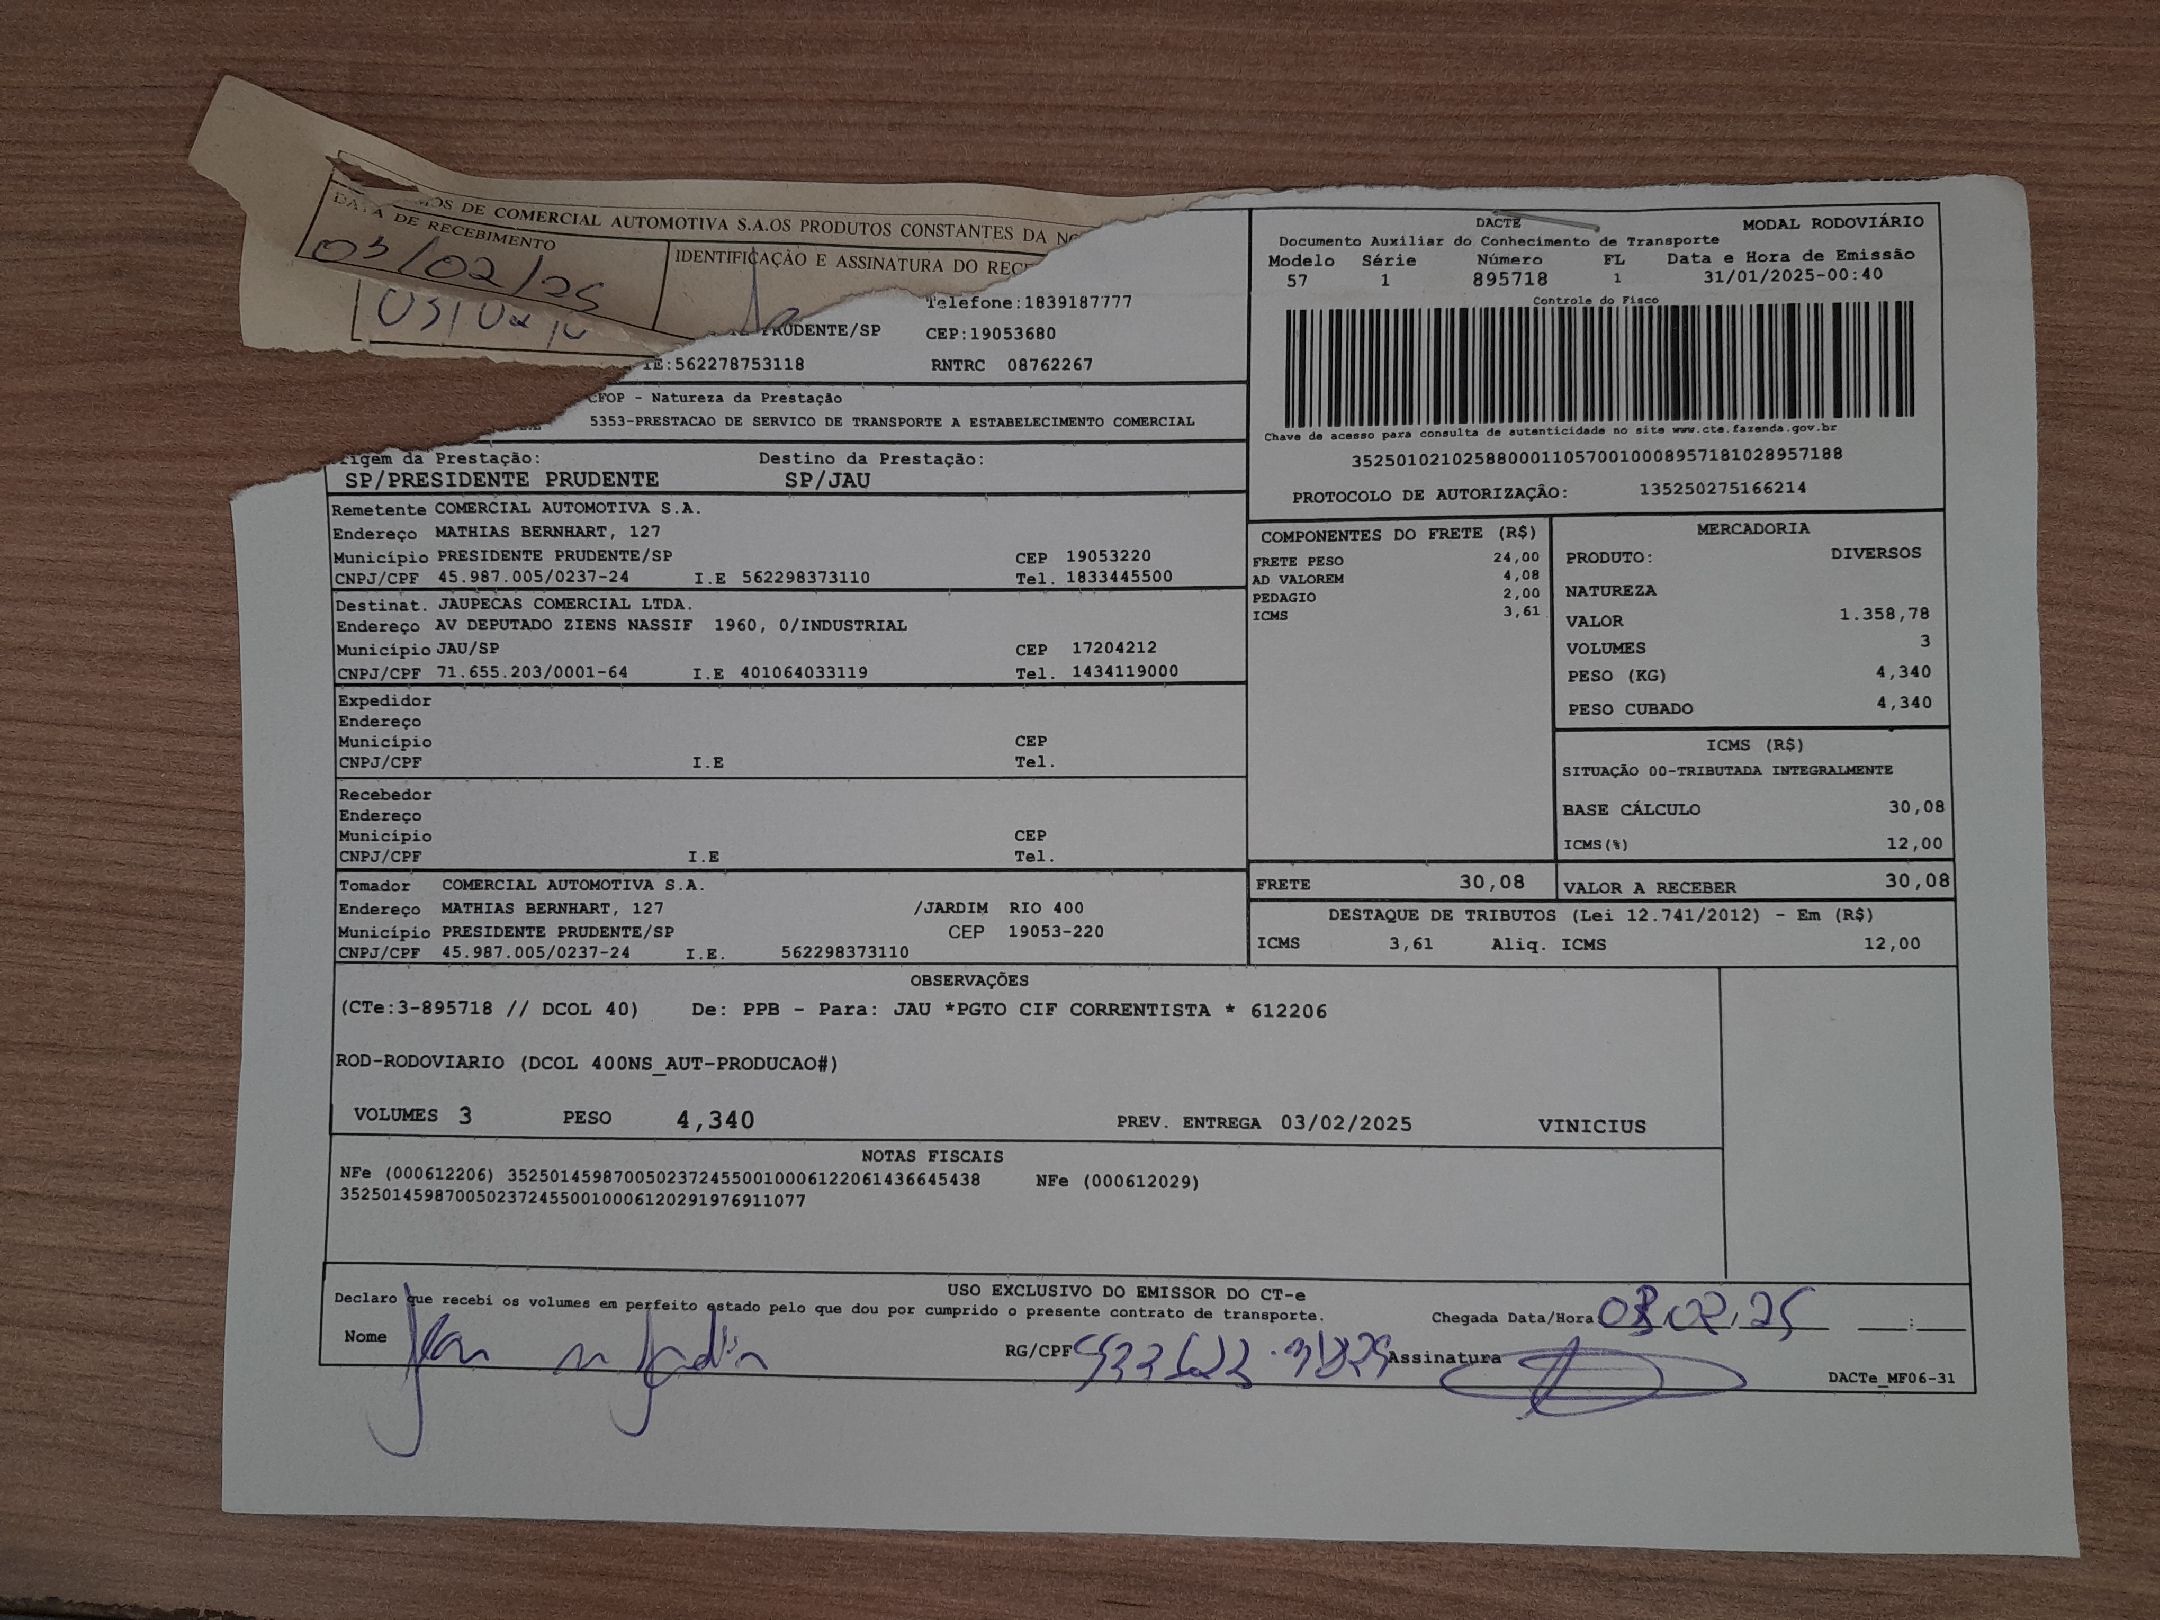 MOS DE COMERCIAL AUTOMOTIVA S.A.OS PRODUTOS CONSTANTES DA
DATA DE RECEBIMENTO
03/02/25
IDENTIFICAÇÃO E ASSINATURA DO
Telefone:1839187777
PRUDENTE/SP CEP:19053680
IE:562278753118 RNTRC 08762267
CFOP - Natureza da Prestação
5353-PRESTACAO DE SERVICO DE TRANSPORTE A ESTABELECIMENTO COMERCIAL
Origem da Prestação: Destino da Prestação:
SP/PRESIDENTE PRUDENTE SP/JAU
DACTE MODAL RODOVIÁRIO
Documento Auxiliar do Conhecimento de Transporte
Modelo Série Número FL Data e Hora de Emissão
57 1 895718 1 31/01/2025-00:40
Controle do Fisco
Chave de acesso para consulta de autenticidade no site www.cte.fazenda.gov.br
35250102102588000110570010008957181028957188
PROTOCOLO DE AUTORIZAÇÃO: 135250275166214
Remetente COMERCIAL AUTOMOTIVA S.A.
Endereço MATHIAS BERNHART, 127
Município PRESIDENTE PRUDENTE/SP CEP 19053220
CNPJ/CPF 45.987.005/0237-24 I.E 562298373110 Tel. 1833445500
Destinat. JAUPECAS COMERCIAL LTDA.
Endereço AV DEPUTADO ZIENS NASSIF 1960, 0/INDUSTRIAL
Município JAU/SP CEP 17204212
CNPJ/CPF 71.655.203/0001-64 I.E 401064033119 Tel. 1434119000
Expedidor
Endereço
Município CEP
CNPJ/CPF I.E Tel.
Recebedor
Endereço
Município CEP
CNPJ/CPF I.E Tel.
Tomador COMERCIAL AUTOMOTIVA S.A.
Endereço MATHIAS BERNHART, 127 /JARDIM RIO 400
Município PRESIDENTE PRUDENTE/SP CEP 19053-220
CNPJ/CPF 45.987.005/0237-24 I.E. 562298373110
COMPONENTES DO FRETE (R$)
FRETE PESO 24,00
AD VALOREM 4,08
PEDAGIO 2,00
ICMS 3,61
MERCADORIA
PRODUTO: DIVERSOS
NATUREZA
VALOR 1.358,78
VOLUMES 3
PESO (KG) 4,340
PESO CUBADO 4,340
ICMS (R$)
SITUAÇÃO 00-TRIBUTADA INTEGRALMENTE
BASE CÁLCULO 30,08
ICMS(%) 12,00
FRETE 30,08 VALOR A RECEBER 30,08
DESTAQUE DE TRIBUTOS (Lei 12.741/2012) - Em (R$)
ICMS 3,61 Aliq. ICMS 12,00
OBSERVAÇÕES
(CTe:3-895718 // DCOL 40) De: PPB - Para: JAU *PGTO CIF CORRENTISTA * 612206
ROD-RODOVIARIO (DCOL 400NS_AUT-PRODUCAO#)
VOLUMES 3 PESO 4,340 PREV. ENTREGA 03/02/2025 VINICIUS
NOTAS FISCAIS
NFe (000612206) 35250145987005023724550010006122061436645438 NFe (000612029)
35250145987005023724550010006120291976911077
USO EXCLUSIVO DO EMISSOR DO CT-e
Declaro que recebi os volumes em perfeito estado pelo que dou por cumprido o presente contrato de transporte.
Chegada Data/Hora 03.02.25 :
Nome
RG/CPF
Assinatura
DACTe_MF06-31